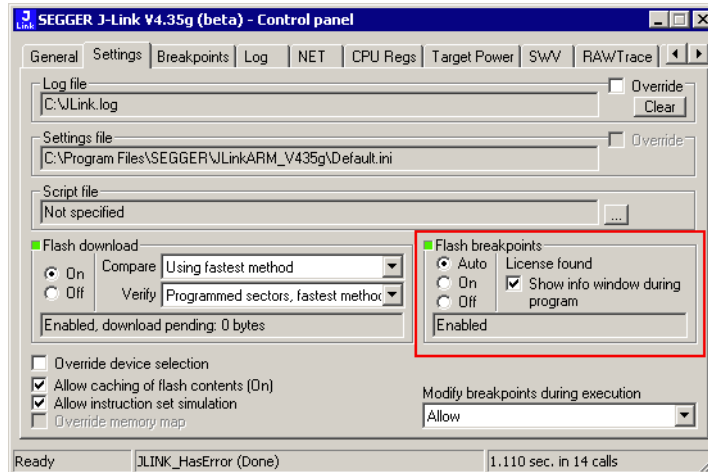 J Link SEGGER J-Link V4.35g (beta) - Control panel
General Settings Breakpoints Log NET CPU Regs Target Power SWV RAWTrace
Log file Override
C:\JLink.log Clear
Settings file Override
C:\Program Files\SEGGER\JLinkARM_V435g\Default.ini
Script file
Not specified ...
Flash download
On Compare Using fastest method
Off Verify Programmed sectors, fastest method
Enabled, download pending: 0 bytes
Flash breakpoints
Auto License found
On Show info window during
Off program
Enabled
Override device selection
Allow caching of flash contents (On)
Allow instruction set simulation
Override memory map
Modify breakpoints during execution
Allow
Ready JLINK_HasError (Done) 1.110 sec. in 14 calls